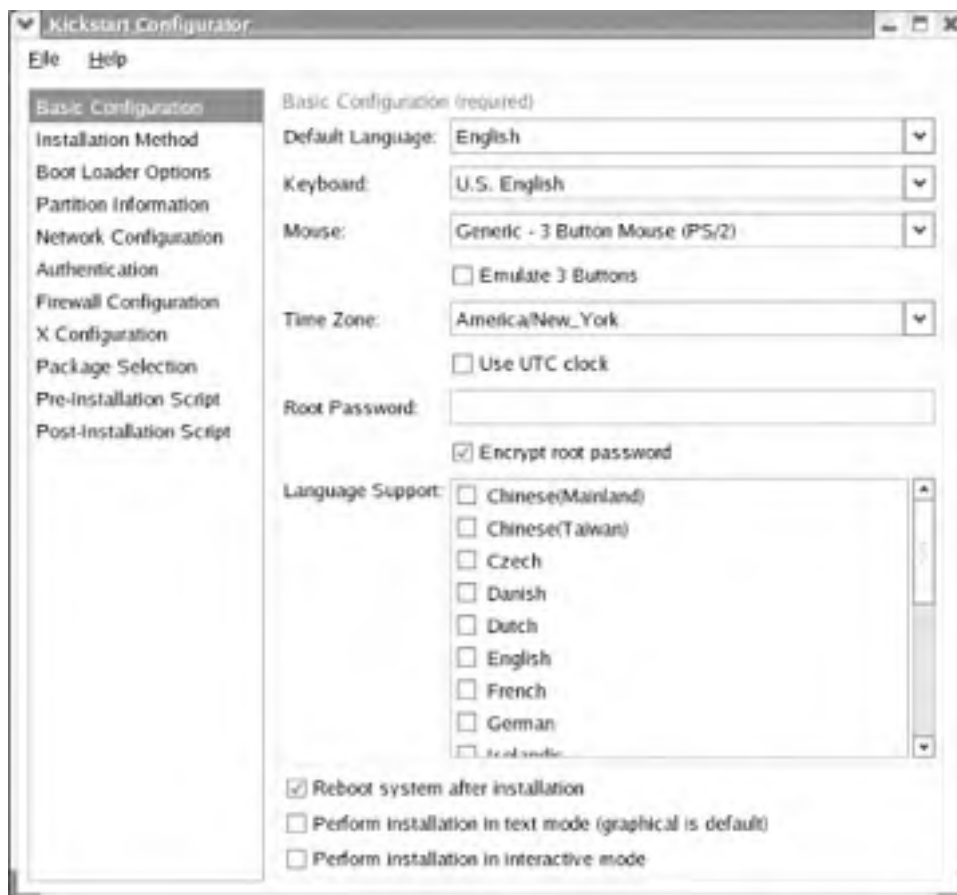 Kickstart Configurator
File Help
Basic Configuration
Installation Method
Boot Loader Options
Partition Information
Network Configuration
Authentication
Firewall Configuration
X Configuration
Package Selection
Pre-Installation Script
Post-Installation Script
Basic Configuration (required)
Default Language: English
Keyboard: U.S. English
Mouse: Generic - 3 Button Mouse (PS/2)
Emulate 3 Buttons
Time Zone: America/New_York
Use UTC clock
Root Password:
Encrypt root password
Language Support: Chinese(Mainland)
Chinese(Taiwan)
Czech
Danish
Dutch
English
French
German
Reboot system after installation
Perform installation in text mode (graphical is default)
Perform installation in interactive mode